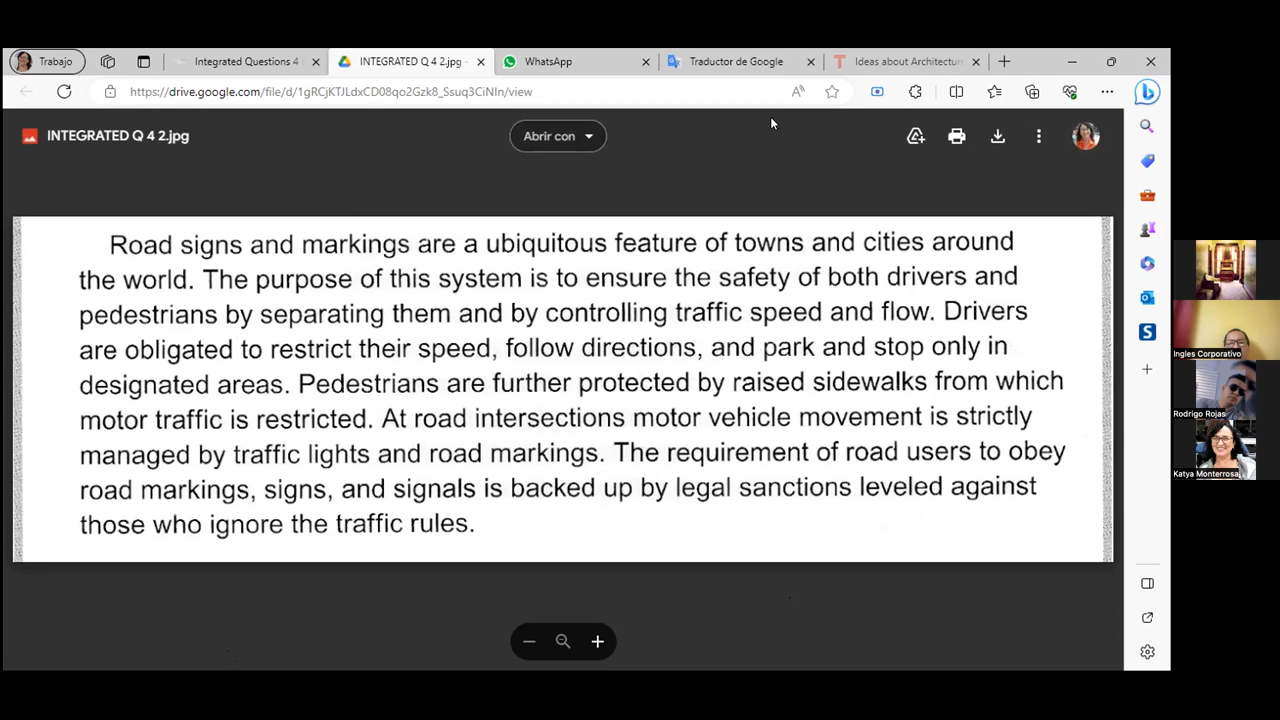 Trabajo
Integrated Questions 4
INTEGRATED Q 4 2.jpg -
WhatsApp
Traductor de Google
Ideas about Architecture
https://drive.google.com/file/d/1gRCjKTJLdxCD08qo2Gzk8_Ssuq3CiNIn/view
INTEGRATED Q 4 2.jpg
Abrir con
Road signs and markings are a ubiquitous feature of towns and cities around
the world. The purpose of this system is to ensure the safety of both drivers and
pedestrians by separating them and by controlling traffic speed and flow. Drivers
are obligated to restrict their speed, follow directions, and park and stop only in
designated areas. Pedestrians are further protected by raised sidewalks from which
motor traffic is restricted. At road intersections motor vehicle movement is strictly
managed by traffic lights and road markings. The requirement of road users to obey
road markings, signs, and signals is backed up by legal sanctions leveled against
those who ignore the traffic rules.
Ingles Corporativo
Rodrigo Rojas
Katya Monterrosa